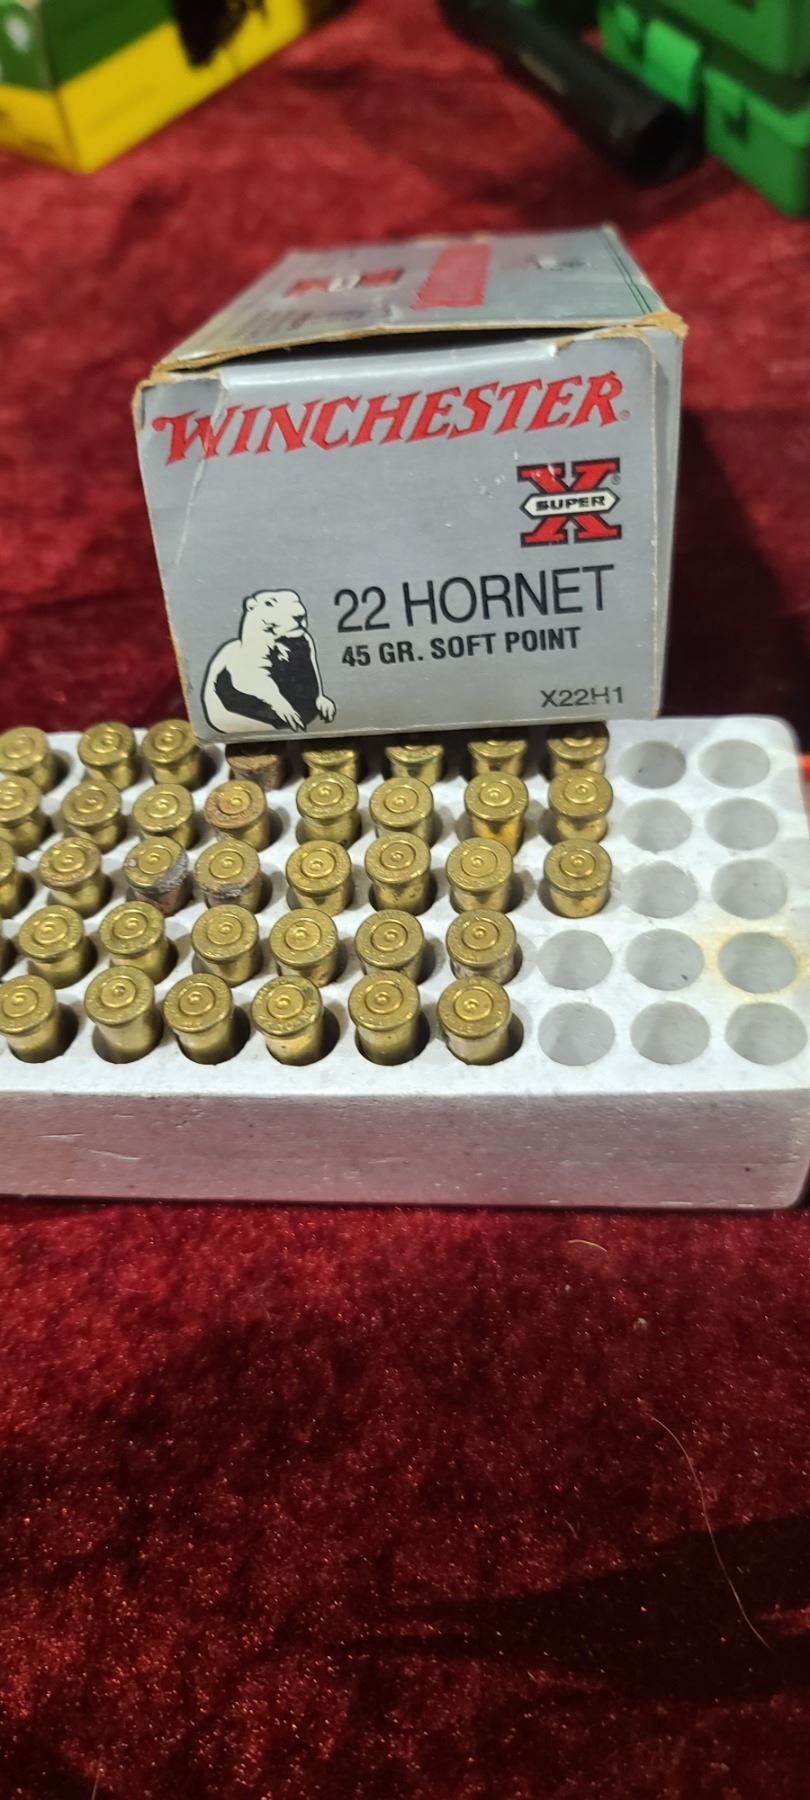 WINCHESTER
SUPER X
22 HORNET
45 GR. SOFT POINT
X22H1